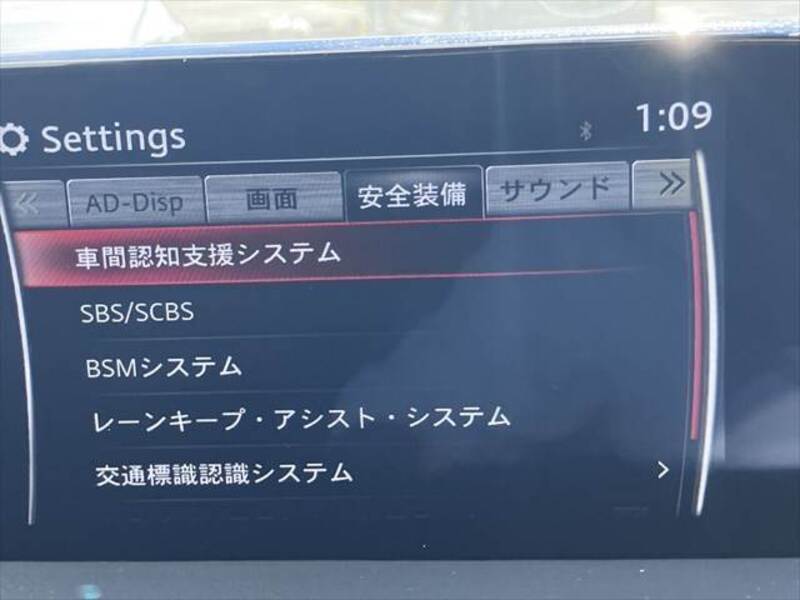 Settings
1:09
AD-Disp 画面 安全装備 サウンド
車間認知支援システム
SBS/SCBS
BSMシステム
レーンキープ・アシスト・システム
交通標識認識システム